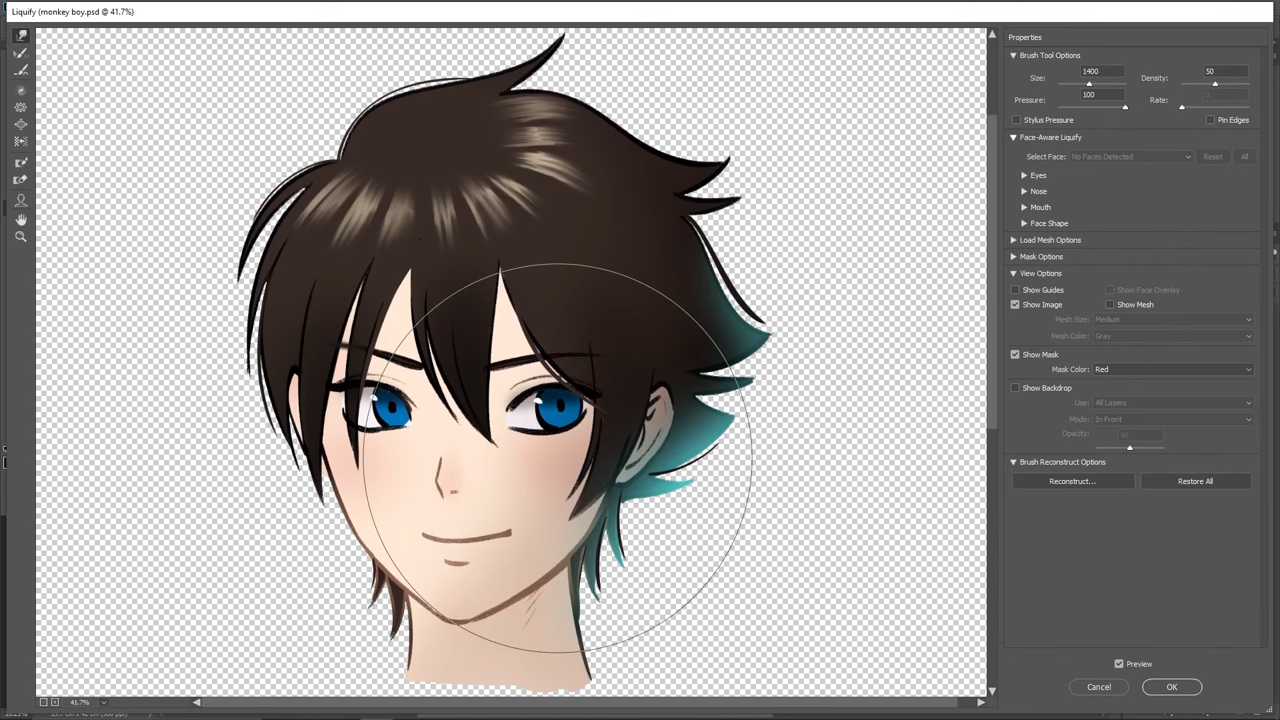 Liquify (monkey boy.psd @ 41.7%)
Properties
Brush Tool Options
Size: 1400 Density: 50
Pressure: 100 Rate: 0
Stylus Pressure Pin Edges
Face-Aware Liquify
Select Face: No Faces Detected Reset All
Eyes
Nose
Mouth
Face Shape
Load Mesh Options
Mask Options
View Options
Show Guides Show Face Overlay
Show Image Show Mesh
Mesh Size: Medium
Mesh Color: Gray
Show Mask
Mask Color: Red
Show Backdrop
Use: All Layers
Mode: In Front
Opacity: 50
Brush Reconstruct Options
Reconstruct... Restore All
Preview
Cancel OK
41.7%